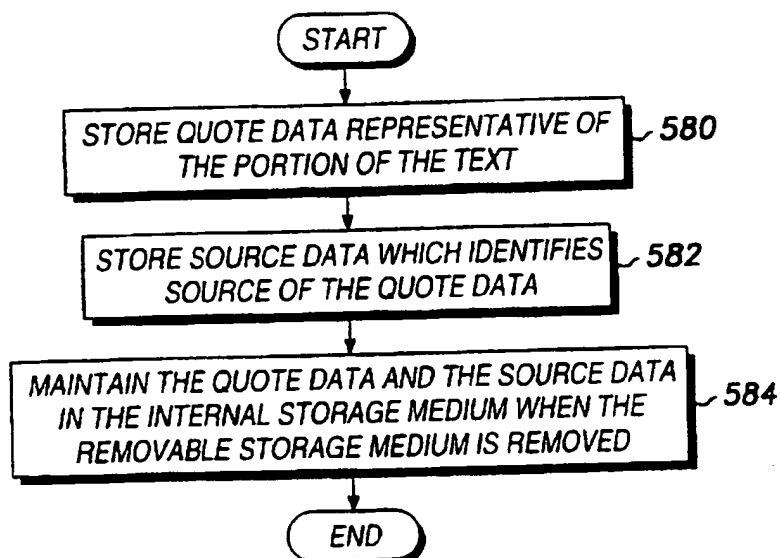 START
STORE QUOTE DATA REPRESENTATIVE OF
THE PORTION OF THE TEXT
580
STORE SOURCE DATA WHICH IDENTIFIES
SOURCE OF THE QUOTE DATA
582
MAINTAIN THE QUOTE DATA AND THE SOURCE DATA
IN THE INTERNAL STORAGE MEDIUM WHEN THE
REMOVABLE STORAGE MEDIUM IS REMOVED
584
END